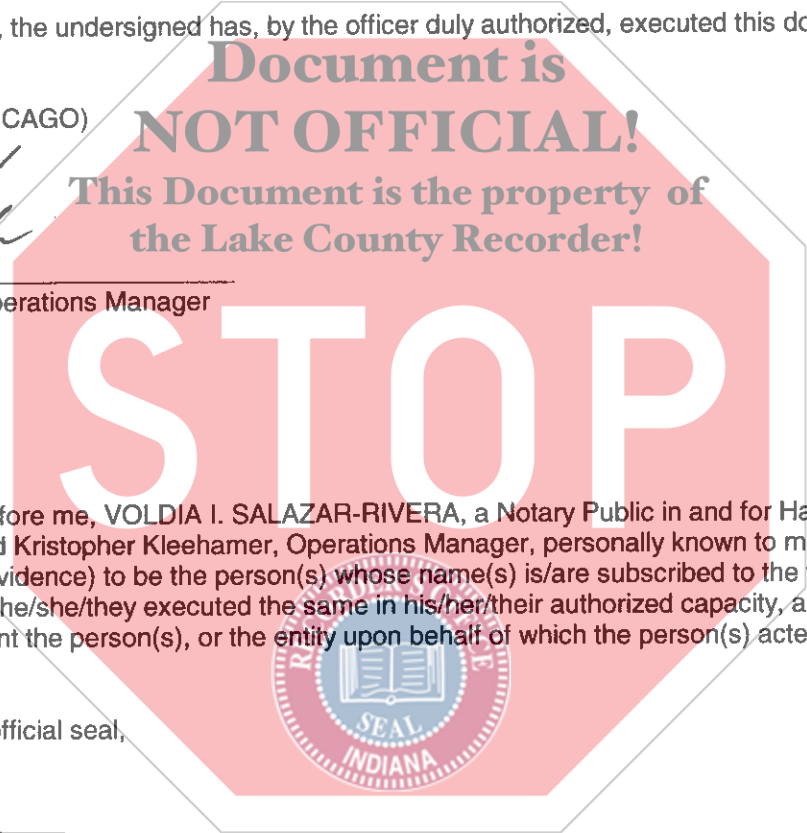 , the undersigned has, by the officer duly authorized, executed this do
Document is
CAGO)
NOT OFFICIAL!
This Document is the property of
the Lake County Recorder!
perations Manager
STOP
fore me, VOLDIA I. SALAZAR-RIVERA, a Notary Public in and for Ha
d Kristopher Kleehamer, Operations Manager, personally known to m
vidence) to be the person(s) whose name(s) is/are subscribed to the
he/she/they executed the same in his/her/their authorized capacity, a
nt the person(s), or the entity upon behalf of which the person(s) acte
RECORDER'S OFFICE
SEAL
INDIANA
fficial seal,